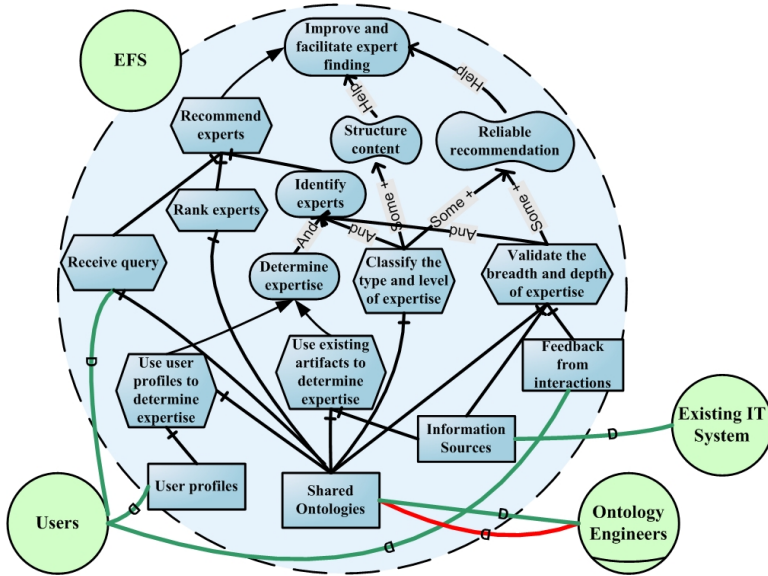 EFS
Improve and
facilitate expert
finding
Help
Help
Recommend
experts
Structure
content
Reliable
recommendation
Identify
experts
Rank experts
Some +
Some +
Some +
And
And
And
Receive query
Determine
expertise
Classify the
type and level
of expertise
Validate the
breadth and depth
of expertise
D
Use user
profiles to
determine
expertise
Use existing
artifacts to
determine
expertise
Feedback
from
interactions
Existing IT
System
Information
Sources
D
User profiles
D
Shared
Ontologies
D
D
D
Users
Ontology
Engineers